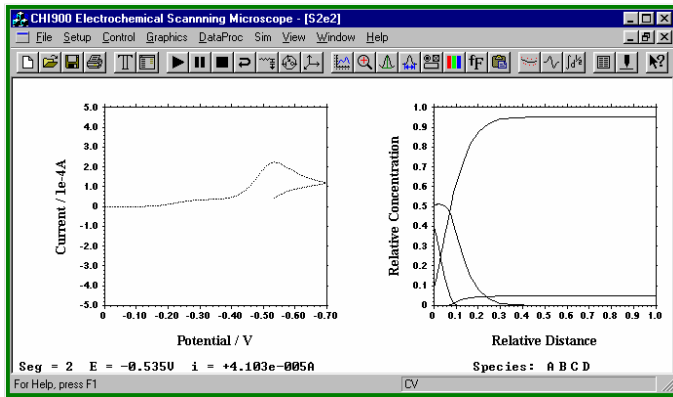 CHI900 Electrochemical Scannning Microscope - [S2e2]
File Setup Control Graphics DataProc Sim View Window Help
5.0
4.0
3.0
2.0
1.0
0
-1.0
-2.0
-3.0
-4.0
-5.0
Current / 1e-4A
0 -0.10 -0.20 -0.30 -0.40 -0.50 -0.60 -0.70
Potential / V
1.0
0.9
0.8
0.7
0.6
0.5
0.4
0.3
0.2
0.1
0
Relative Concentration
0 0.1 0.2 0.3 0.4 0.5 0.6 0.7 0.8 0.9 1.0
Relative Distance
Seg = 2 E = -0.535V i = +4.103e-005A
Species: A B C D
For Help, press F1
CV